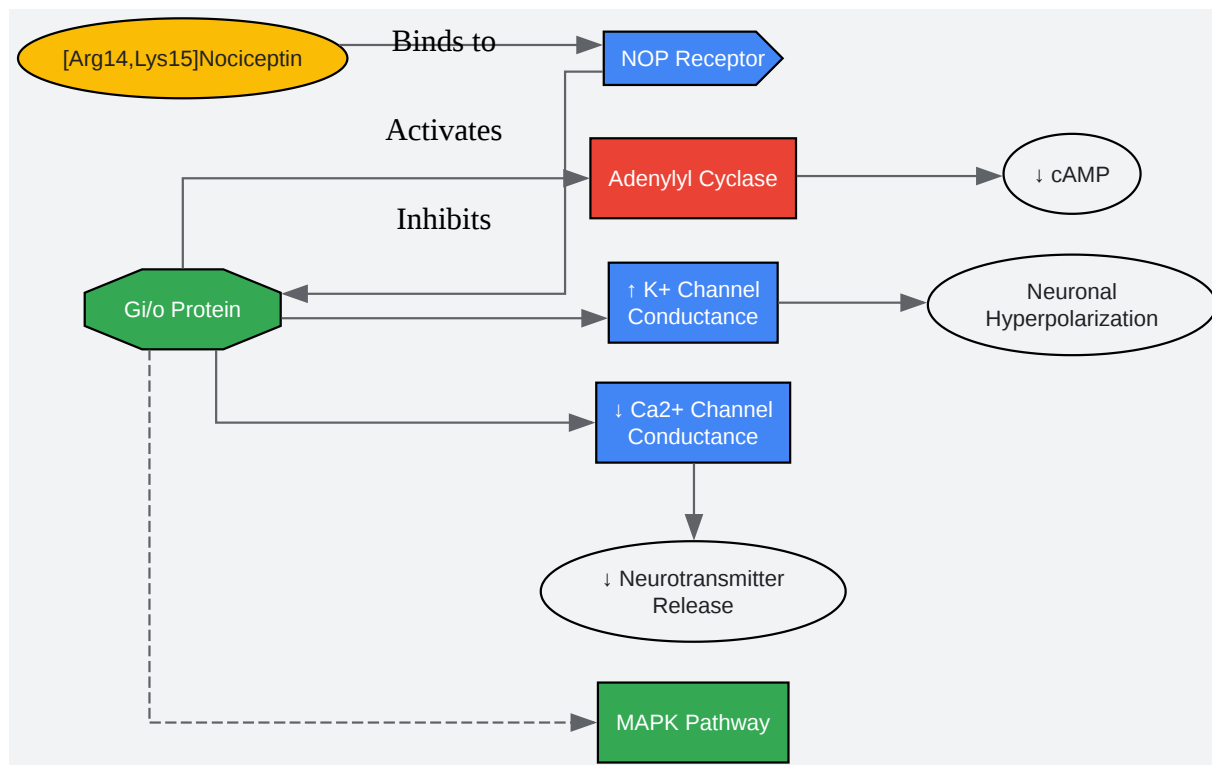 [Arg14,Lys15]Nociceptin
Binds to
NOP Receptor
Activates
Adenylyl Cyclase
↓ cAMP
Inhibits
Gi/o Protein
↑ K+ Channel
Conductance
Neuronal
Hyperpolarization
↓ Ca2+ Channel
Conductance
↓ Neurotransmitter
Release
MAPK Pathway